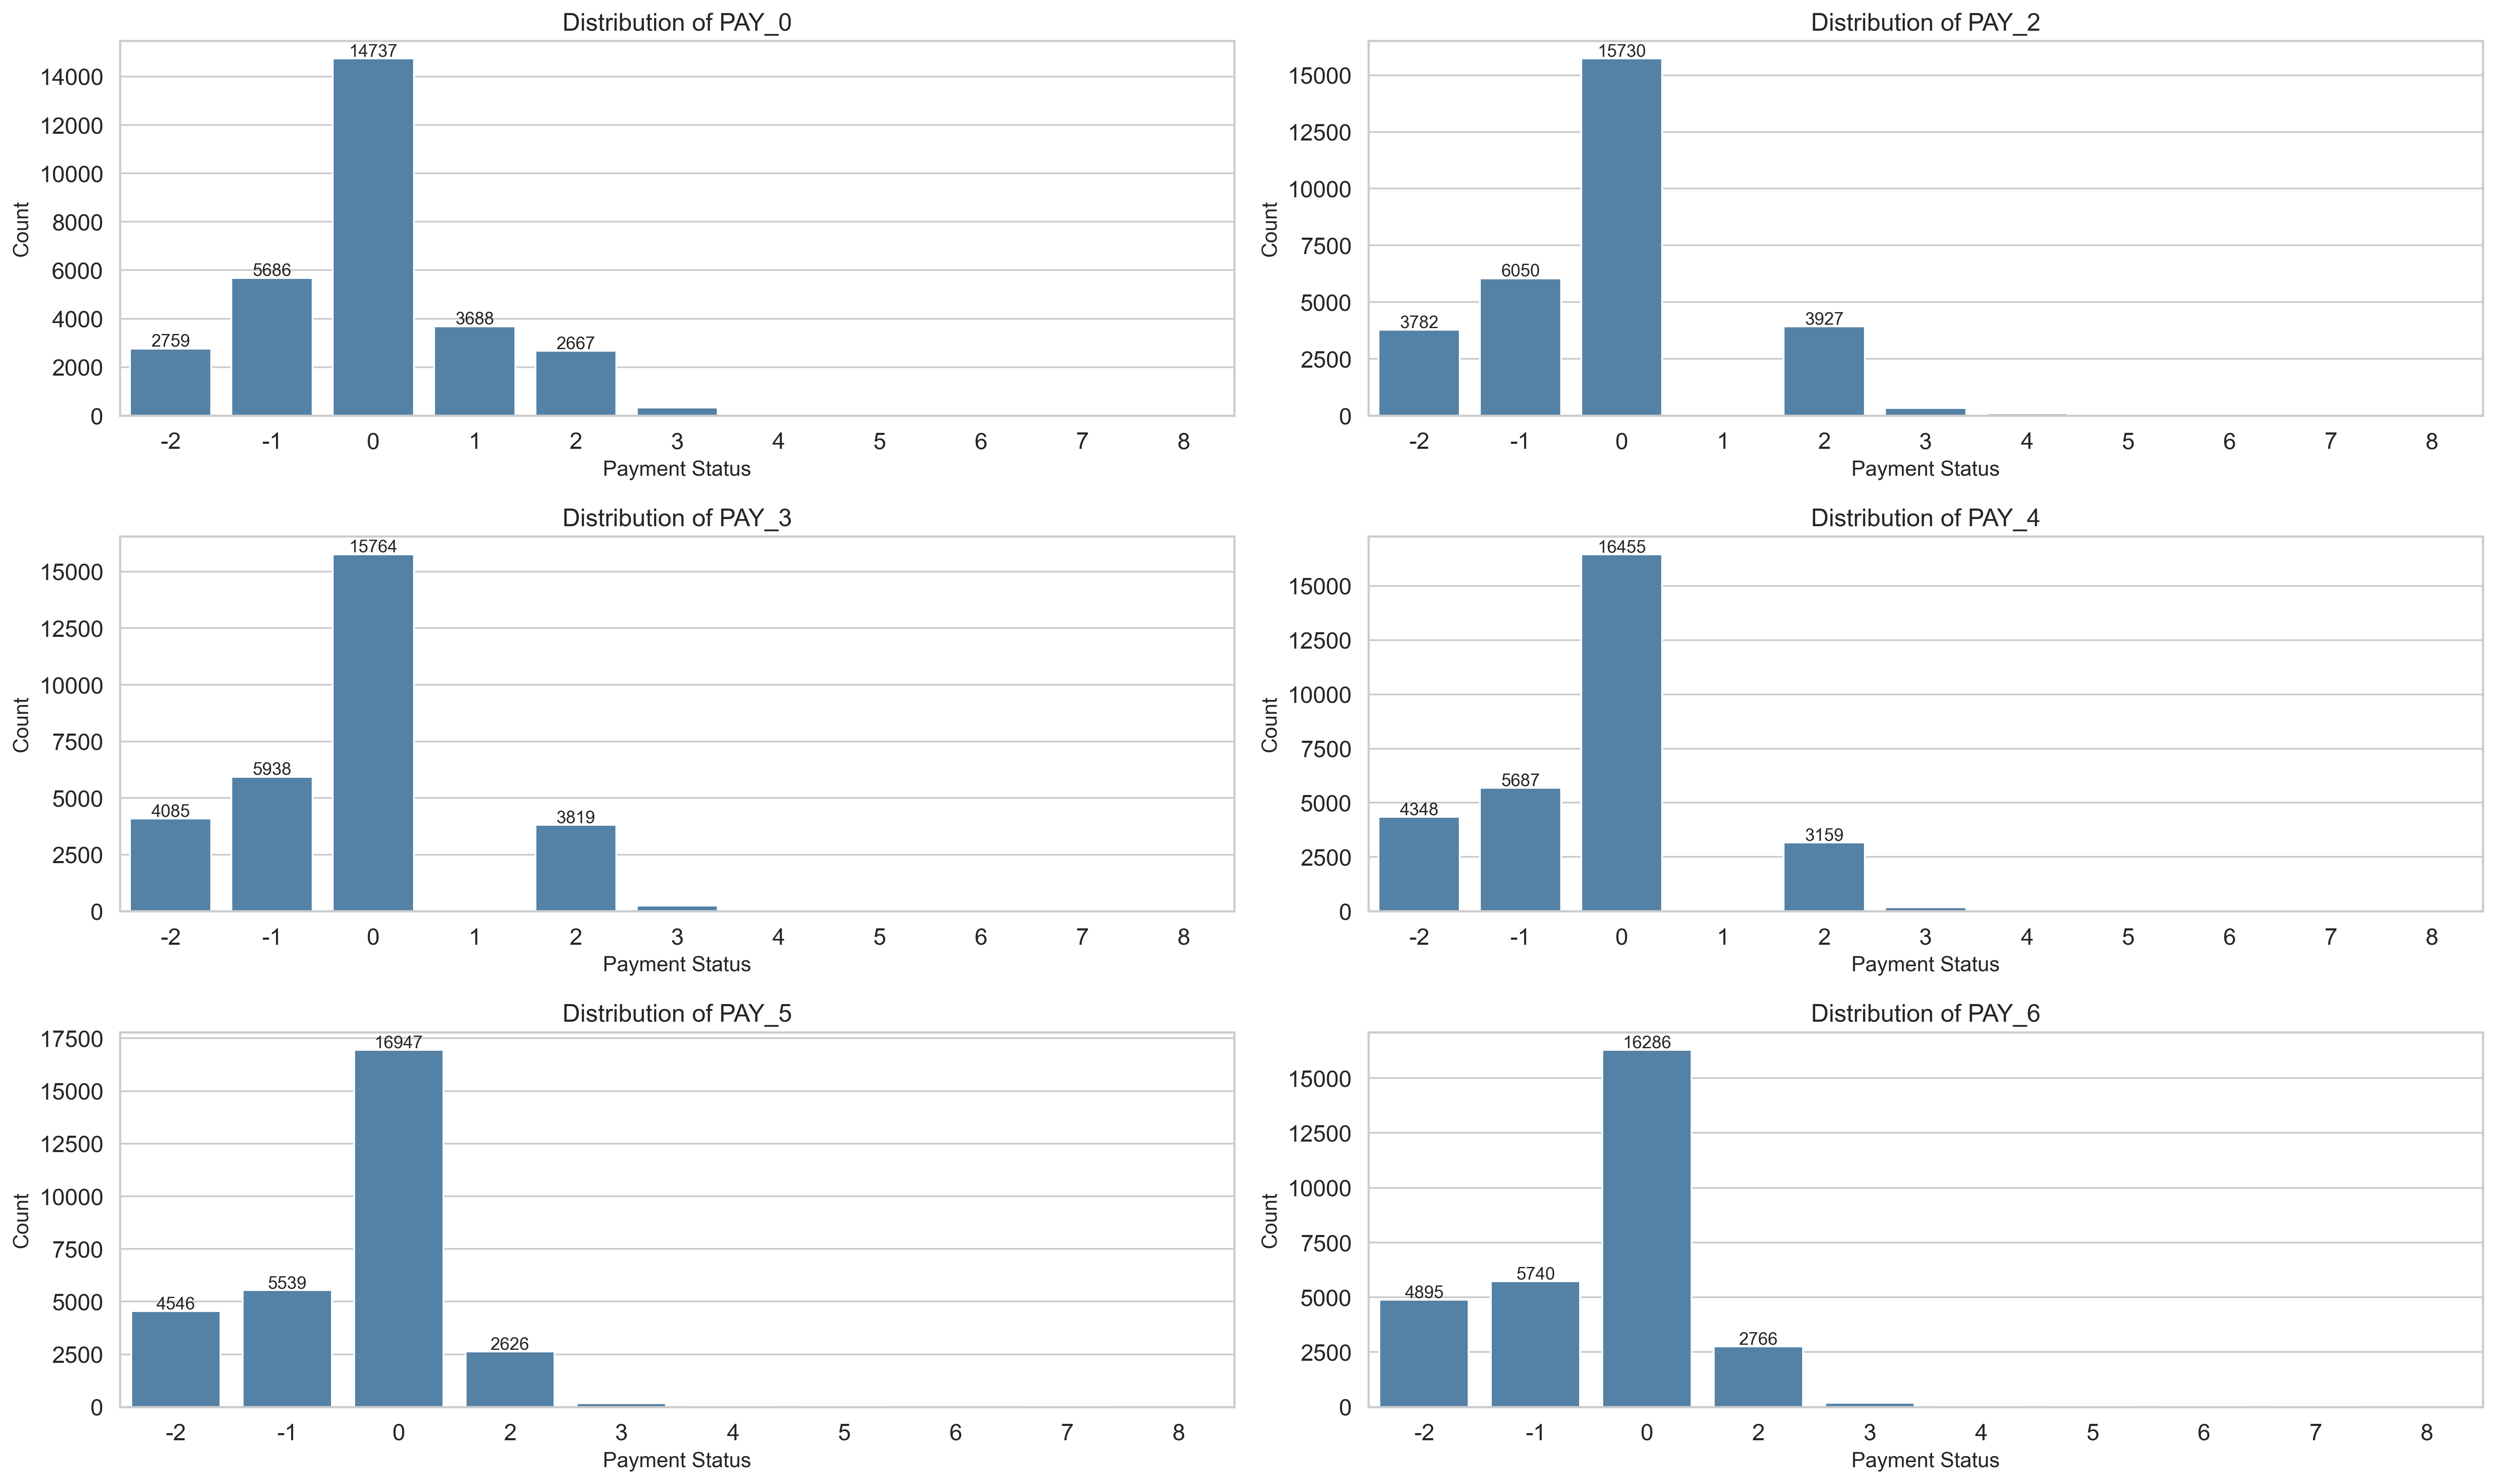 Distribution of PAY_0
14000
12000
10000
8000
6000
4000
2000
0
Count
2759
5686
14737
3688
2667
-2 -1 0 1 2 3 4 5 6 7 8
Payment Status
Distribution of PAY_2
15000
12500
10000
7500
5000
2500
0
Count
3782
6050
15730
3927
-2 -1 0 1 2 3 4 5 6 7 8
Payment Status
Distribution of PAY_3
15000
12500
10000
7500
5000
2500
0
Count
4085
5938
15764
3819
-2 -1 0 1 2 3 4 5 6 7 8
Payment Status
Distribution of PAY_4
15000
12500
10000
7500
5000
2500
0
Count
4348
5687
16455
3159
-2 -1 0 1 2 3 4 5 6 7 8
Payment Status
Distribution of PAY_5
17500
15000
12500
10000
7500
5000
2500
0
Count
4546
5539
16947
2626
-2 -1 0 2 3 4 5 6 7 8
Payment Status
Distribution of PAY_6
15000
12500
10000
7500
5000
2500
0
Count
4895
5740
16286
2766
-2 -1 0 2 3 4 5 6 7 8
Payment Status